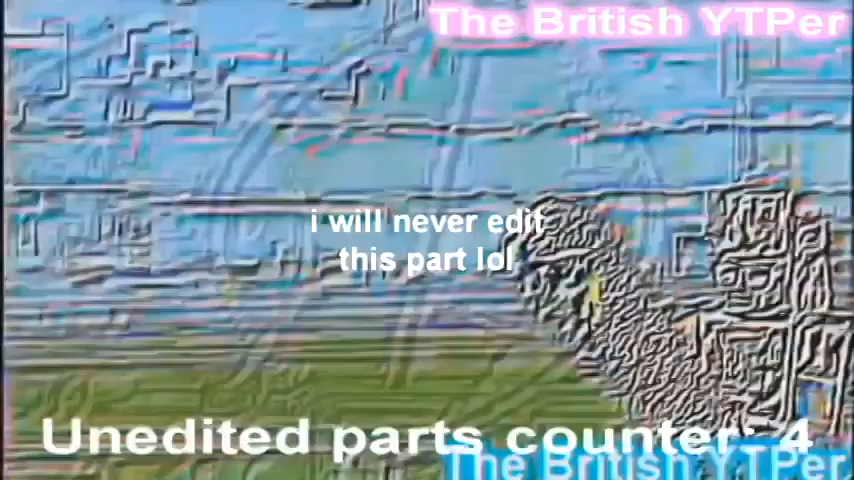 The British YTPer
i will never edit
this part lol
Unedited parts counter: 4
The British YTPer